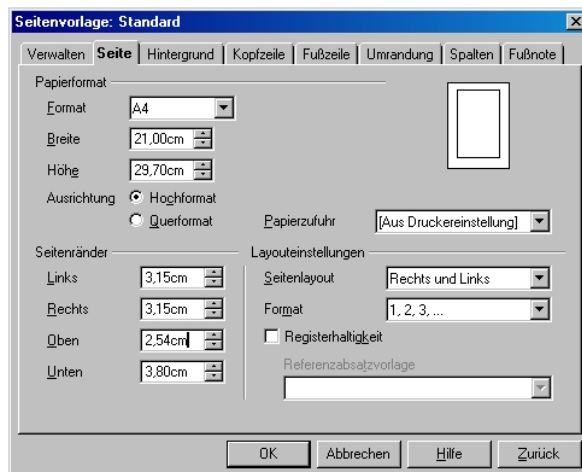 Seitenvorlage: Standard
Verwalten Seite Hintergrund Kopfzeile Fußzeile Umrandung Spalten Fußnote
Papierformat
Format A4
Breite 21,00cm
Höhe 29,70cm
Ausrichtung Hochformat
Querformat Papierzufuhr [Aus Druckereinstellung]
Seitenränder Layouteinstellungen
Links 3,15cm Seitenlayout Rechts und Links
Rechts 3,15cm Format 1, 2, 3, ...
Oben 2,54cm Registerhaltigkeit
Referenzabsatzvorlage
Unten 3,80cm
OK Abbrechen Hilfe Zurück